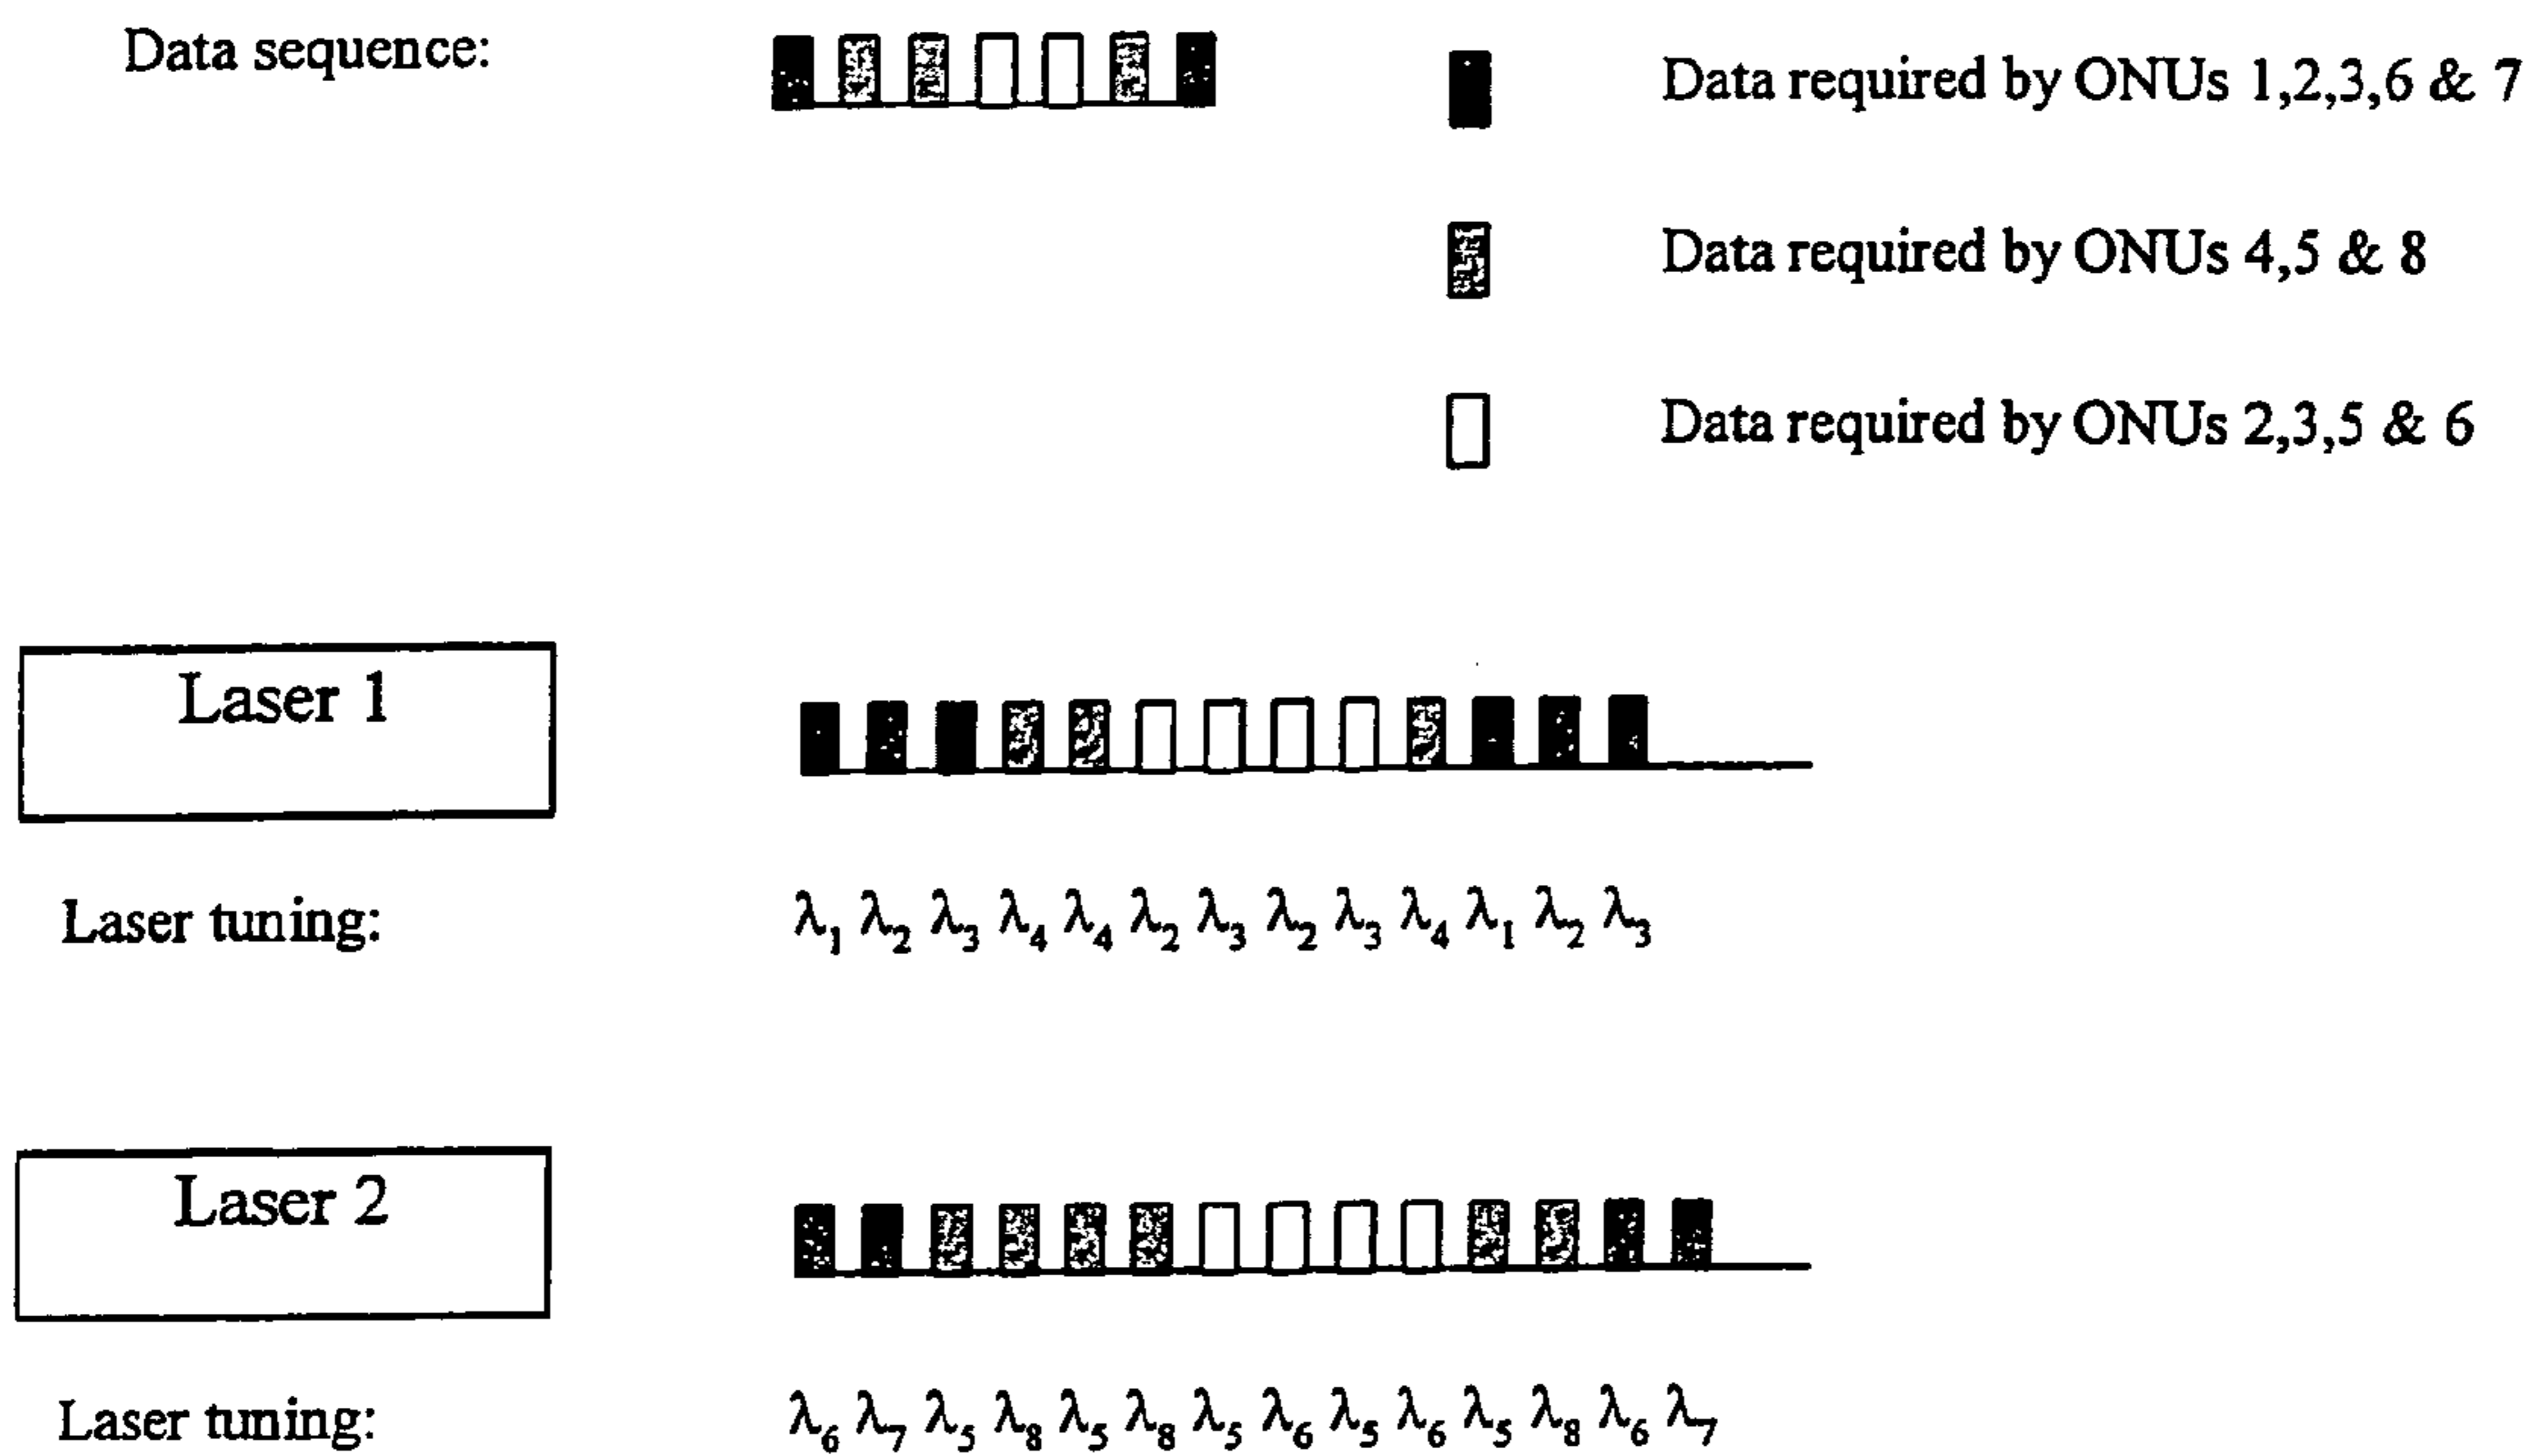 Data sequence:
Data required by ONUs 1,2,3,6 & 7
Data required by ONUs 4,5 & 8
Data required by ONUs 2,3,5 & 6
Laser 1
Laser tuning:
λ₁ λ₂ λ₃ λ₄ λ₄ λ₂ λ₃ λ₂ λ₃ λ₄ λ₁ λ₂ λ₃
Laser 2
Laser tuning:
λ₆ λ₇ λ₅ λ₈ λ₅ λ₈ λ₅ λ₆ λ₅ λ₆ λ₅ λ₈ λ₆ λ₇